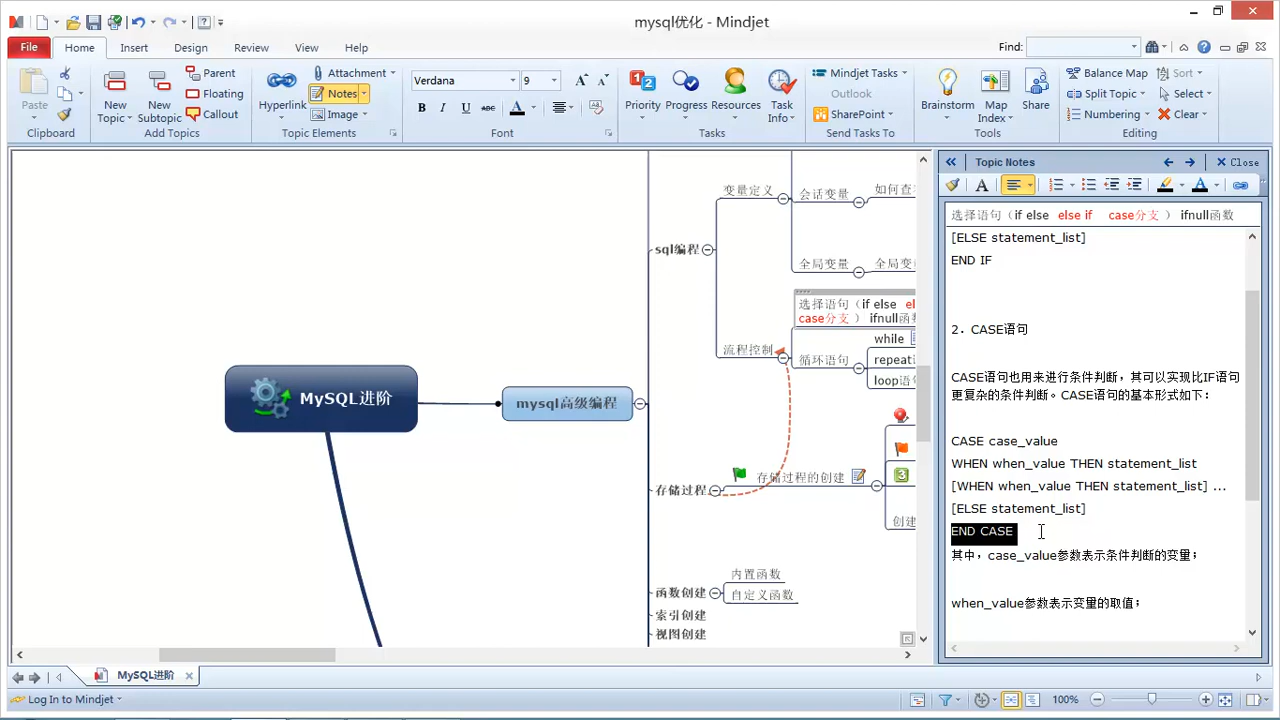 mysql优化 - Mindjet
File Home Insert Design Review View Help Find:
Paste
New Topic
New Subtopic
Parent
Floating
Callout
Add Topics
Hyperlink
Attachment
Notes
Image
Topic Elements
Verdana 9
B I U abc A
Font
Priority Progress Resources Task Info
Tasks
Mindjet Tasks
Outlook
SharePoint
Send Tasks To
Brainstorm Map Index Share
Tools
Balance Map Sort
Split Topic Select
Numbering Clear
Editing
变量定义
会话变量
sql编程
全局变量
选择语句（if else
case分支 ） ifnull函
流程控制
循环语句
while
repeat
loop语
MySQL进阶
mysql高级编程
存储过程
存储过程的创建
3
创建
函数创建
内置函数
自定义函数
索引创建
视图创建
Topic Notes Close
选择语句（if else else if case分支 ） ifnull函数
[ELSE statement_list]
END IF
2．CASE语句
CASE语句也用来进行条件判断，其可以实现比IF语句
更复杂的条件判断。CASE语句的基本形式如下：
CASE case_value
WHEN when_value THEN statement_list
[WHEN when_value THEN statement_list] ...
[ELSE statement_list]
END CASE
其中，case_value参数表示条件判断的变量；
when_value参数表示变量的取值；
MySQL进阶
Log In to Mindjet
100%